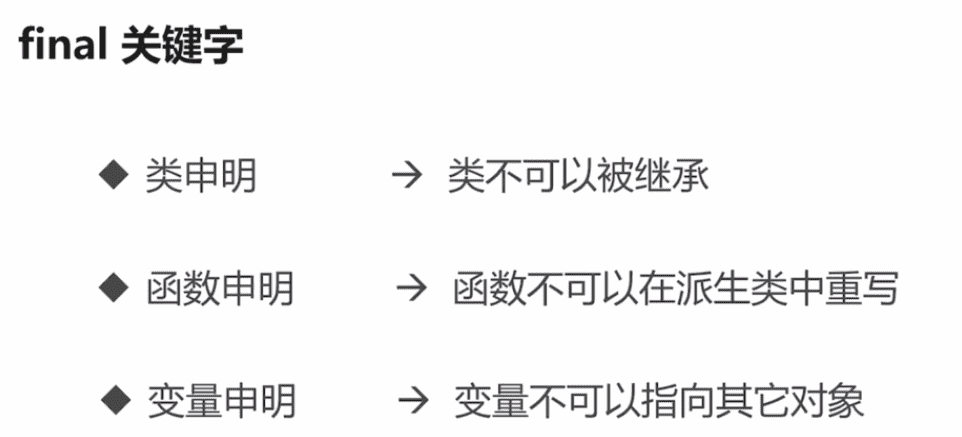 final 关键字
◆ 类申明 → 类不可以被继承
◆ 函数申明 → 函数不可以在派生类中重写
◆ 变量申明 → 变量不可以指向其它对象